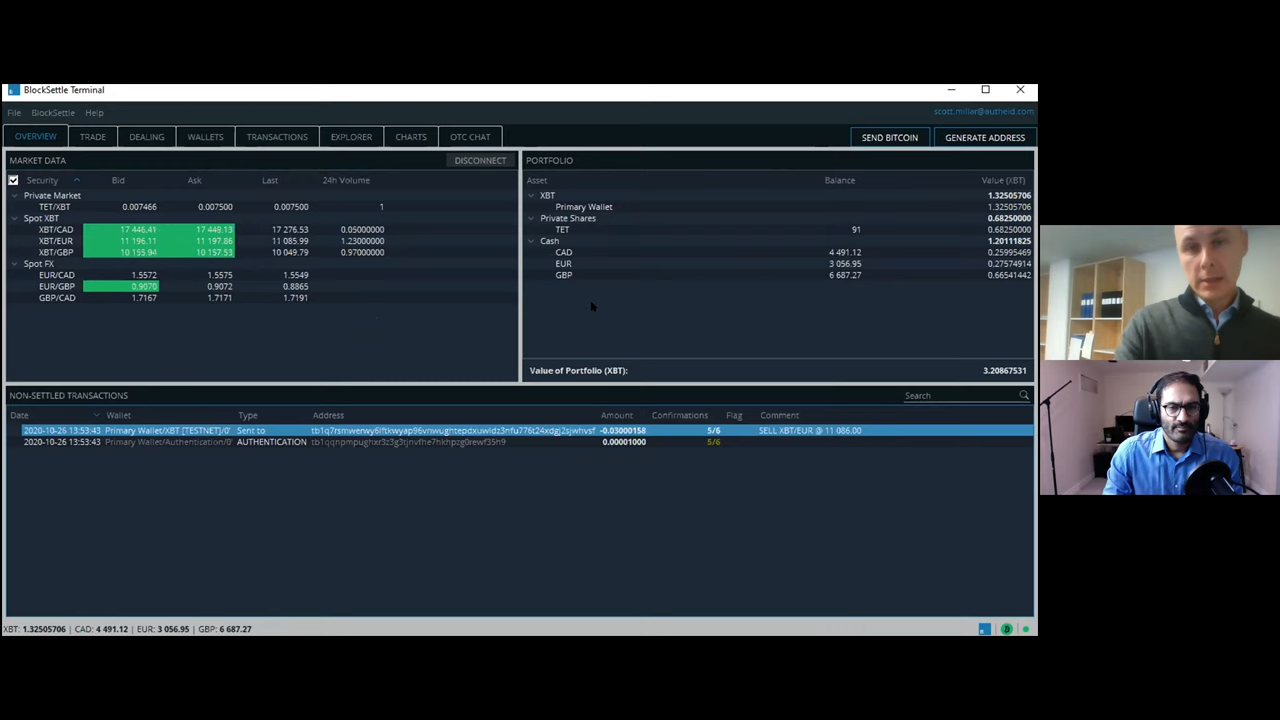 BlockSettle Terminal
File BlockSettle Help scott.miller@autheid.com
OVERVIEW TRADE DEALING WALLETS TRANSACTIONS EXPLORER CHARTS OTC CHAT SEND BITCOIN GENERATE ADDRESS
MARKET DATA DISCONNECT
Security Bid Ask Last 24h Volume
Private Market
TET/XBT 0.007466 0.007500 0.007500 1
Spot XBT
XBT/CAD 17 446.41 17 449.13 17 276.53 0.05000000
XBT/EUR 11 196.11 11 197.86 11 085.99 1.23000000
XBT/GBP 10 155.94 10 157.53 10 049.79 0.97000000
Spot FX
EUR/CAD 1.5572 1.5575 1.5549
EUR/GBP 0.9070 0.9072 0.8865
GBP/CAD 1.7167 1.7171 1.7191
PORTFOLIO
Asset Balance Value (XBT)
XBT 1.32505706
Primary Wallet 1.32505706
Private Shares 0.68250000
TET 91 0.68250000
Cash 1.20111825
CAD 4 491.12 0.25995469
EUR 3 056.95 0.27574914
GBP 6 687.27 0.66541442
Value of Portfolio (XBT): 3.20867531
NON-SETTLED TRANSACTIONS Search
Date Wallet Type Address Amount Confirmations Flag Comment
2020-10-26 13:53:43 Primary Wallet/XBT [TESTNET]/0' Sent to -0.03000158 5/6 SELL XBT/EUR @ 11 086.00
2020-10-26 13:53:43 Primary Wallet/Authentication/0' AUTHENTICATION 0.00001000 5/6
XBT: 1.32505706 | CAD: 4 491.12 | EUR: 3 056.95 | GBP: 6 687.27